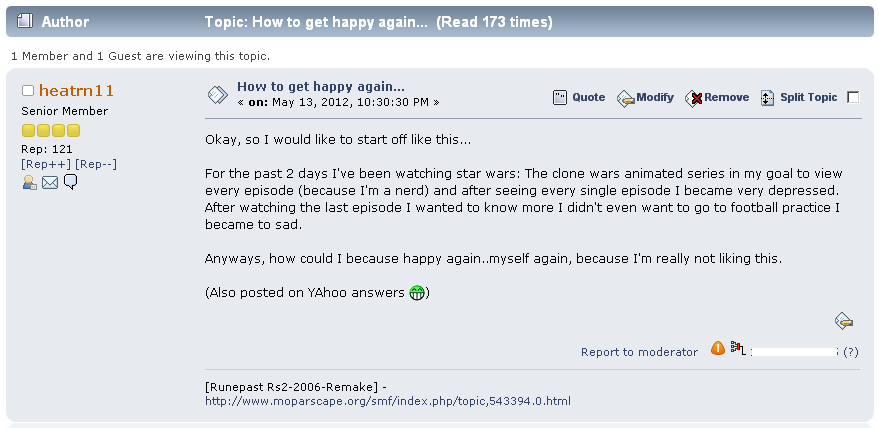 Author Topic: How to get happy again... (Read 173 times)
1 Member and 1 Guest are viewing this topic.
heatrn11
Senior Member
Rep: 121
[Rep++] [Rep--]
How to get happy again...
« on: May 13, 2012, 10:30:30 PM »
Quote Modify Remove Split Topic
Okay, so I would like to start off like this...
For the past 2 days I've been watching star wars: The clone wars animated series in my goal to view
every episode (because I'm a nerd) and after seeing every single episode I became very depressed.
After watching the last episode I wanted to know more I didn't even want to go to football practice I
became to sad.
Anyways, how could I because happy again..myself again, because I'm really not liking this.
(Also posted on YAhoo answers )
Report to moderator (?)
[Runepast Rs2-2006-Remake] -
http://www.moparscape.org/smf/index.php/topic,543394.0.html